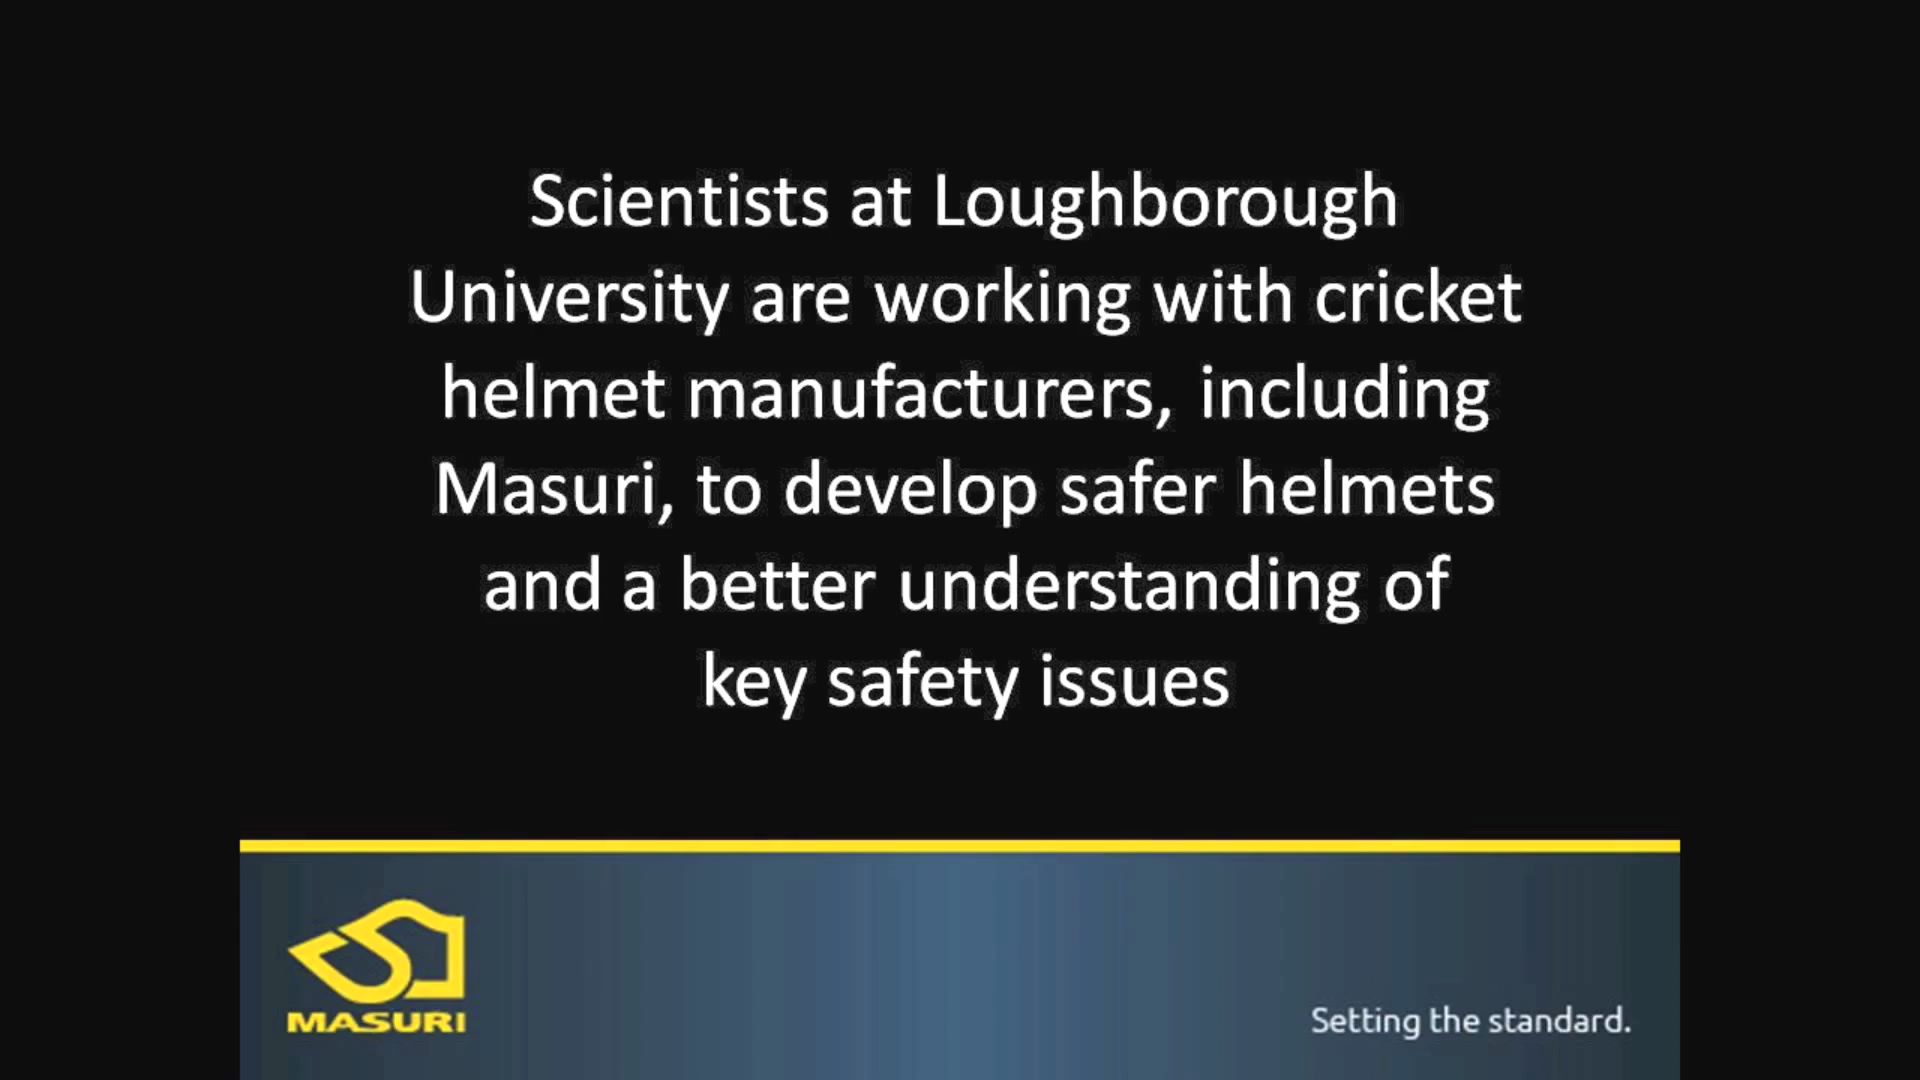 Scientists at Loughborough
University are working with cricket
helmet manufacturers, including
Masuri, to develop safer helmets
and a better understanding of
key safety issues
MASURI
Setting the standard.